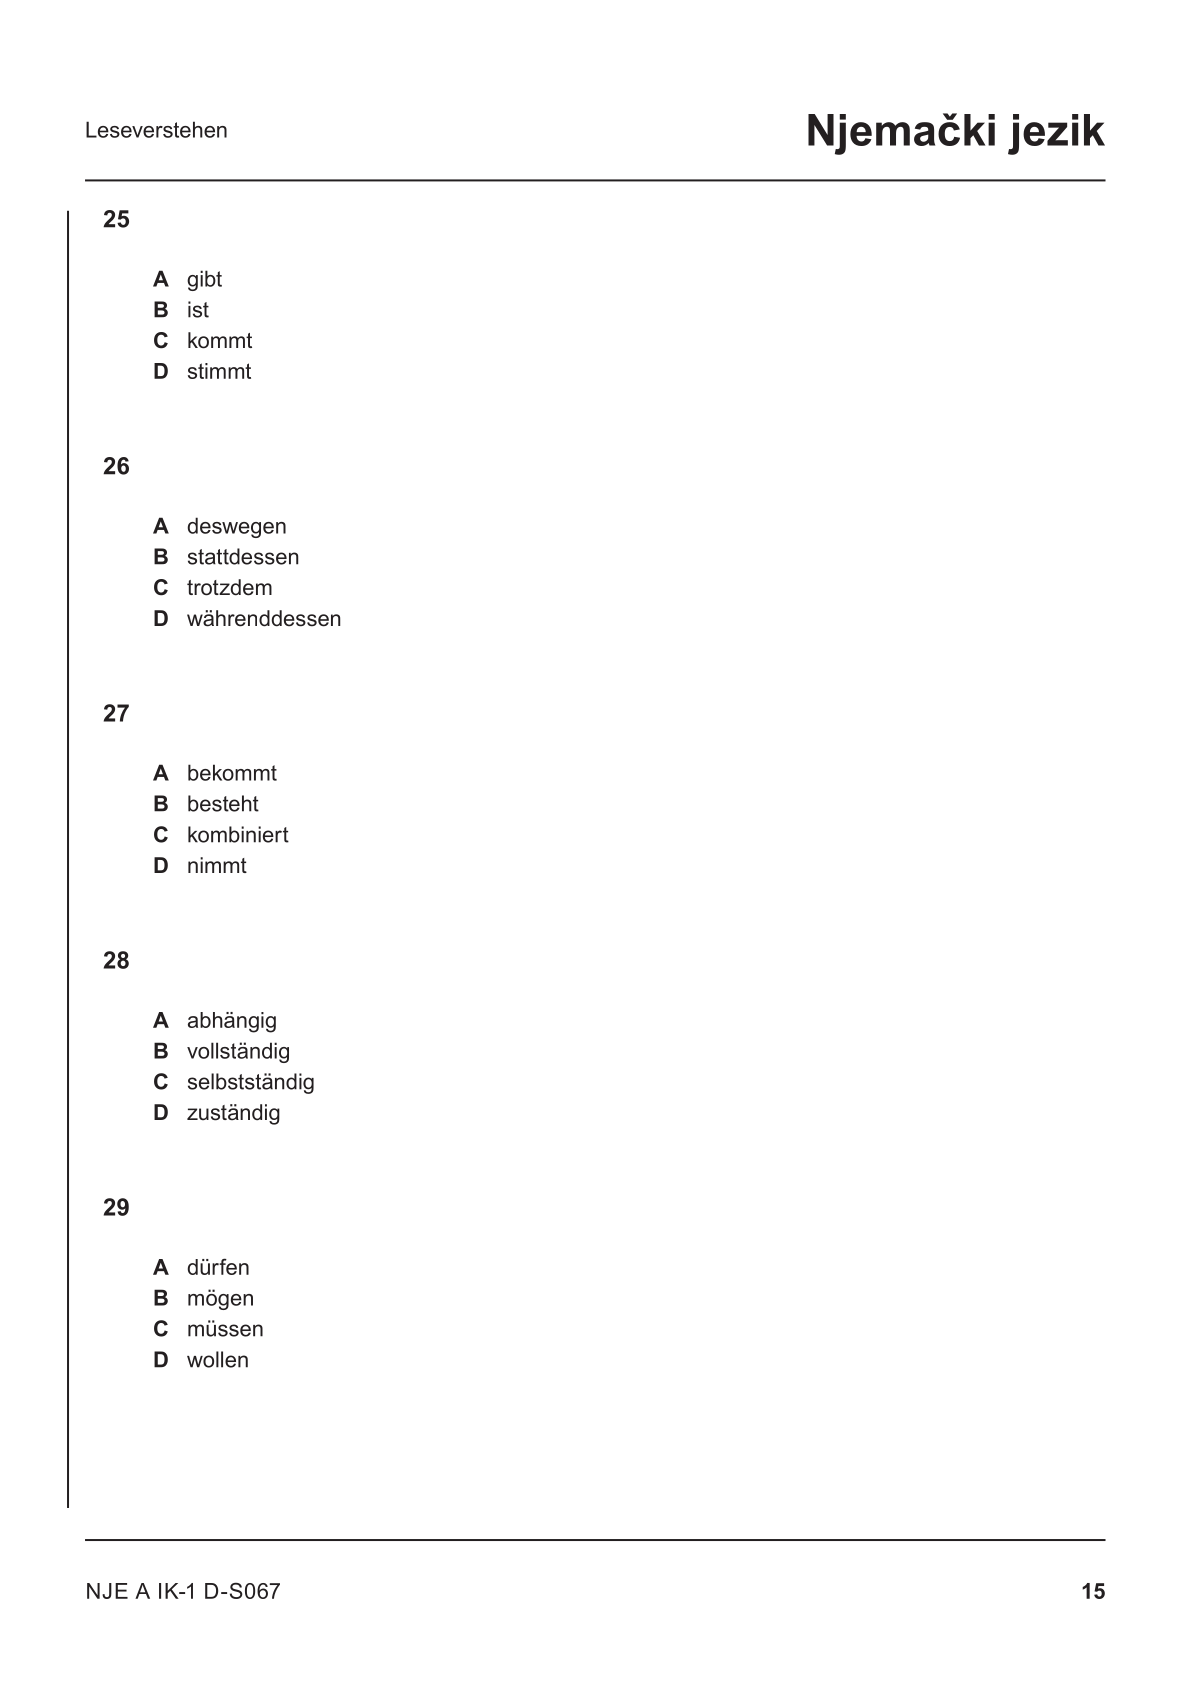 Leseverstehen
Njemački jezik
25
A gibt
B ist
C kommt
D stimmt
26
A deswegen
B stattdessen
C trotzdem
D währenddessen
27
A bekommt
B besteht
C kombiniert
D nimmt
28
A abhängig
B vollständig
C selbstständig
D zuständig
29
A dürfen
B mögen
C müssen
D wollen
NJE A IK-1 D-S067
15